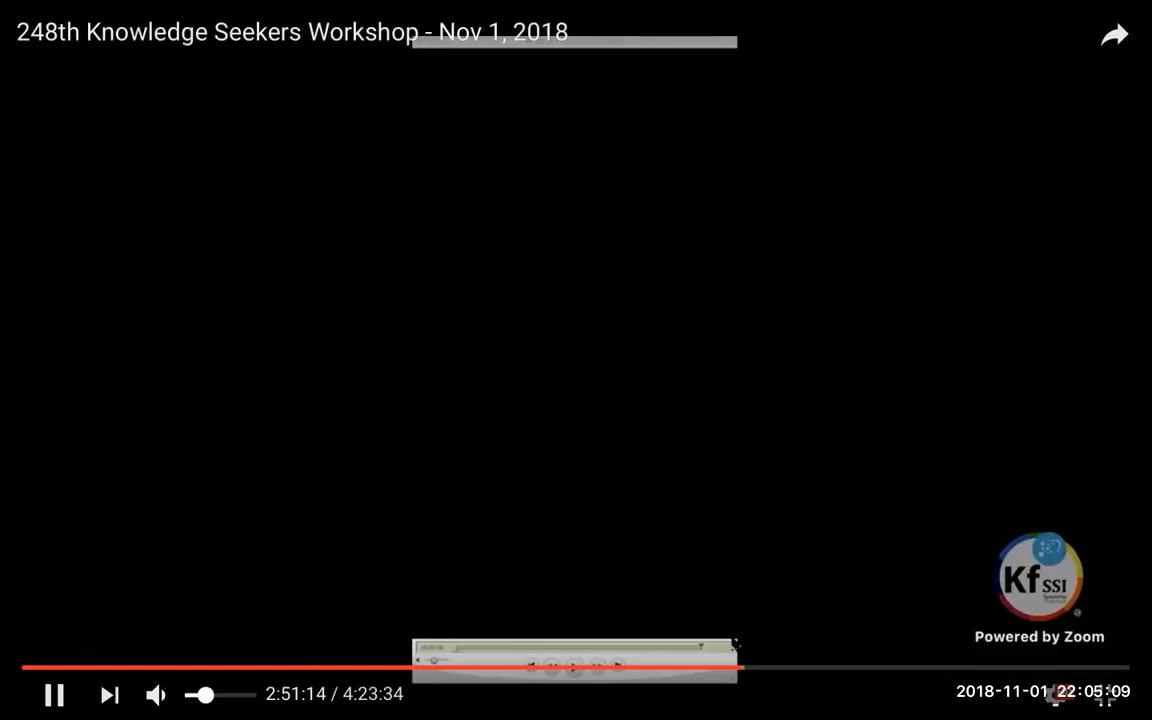 248th Knowledge Seekers Workshop - Nov 1, 2018
Kf SSI
Powered by Zoom
2:51:14 / 4:23:34
2018-11-01 22:05:09